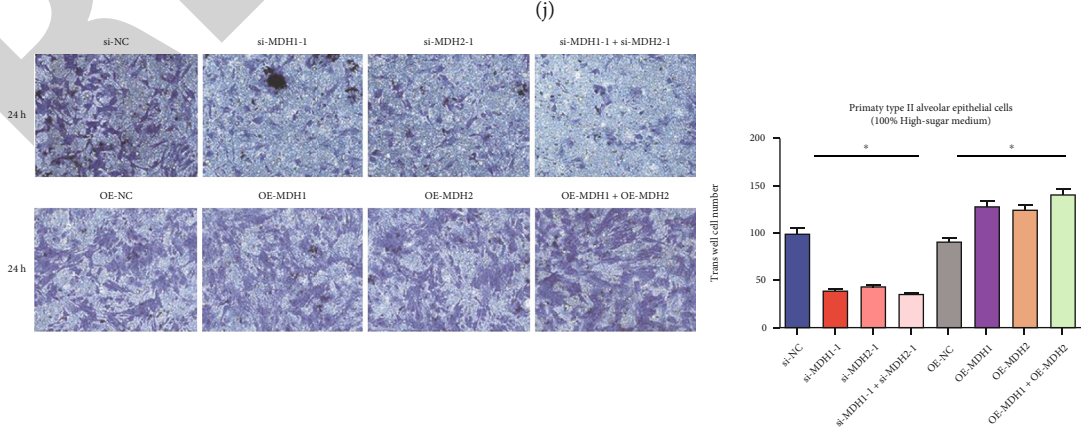 (j)
si-NC
si-MDH1-1
si-MDH2-1
si-MDH1-1 + si-MDH2-1
24 h
OE-NC
OE-MDH1
OE-MDH2
OE-MDH1 + OE-MDH2
24 h
Primaty type II alveolar epithelial cells
(100% High-sugar medium)
Trans well cell number
200
150
100
50
0
*
*
si-NC
si-MDH1-1
si-MDH2-1
si-MDH1-1 + si-MDH2-1
OE-NC
OE-MDH1
OE-MDH2
OE-MDH1 + OE-MDH2